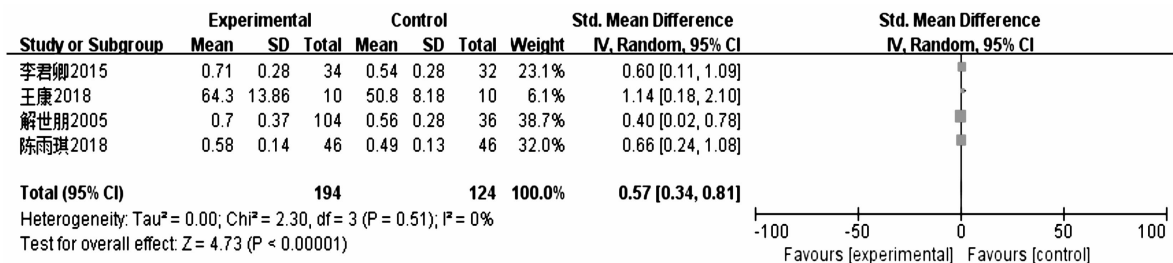 Experimental Control Std. Mean Difference Std. Mean Difference
Study or Subgroup Mean SD Total Mean SD Total Weight IV, Random, 95% CI IV, Random, 95% CI
李君卿2015 0.71 0.28 34 0.54 0.28 32 23.1% 0.60 [0.11, 1.09]
王康2018 64.3 13.86 10 50.8 8.18 10 6.1% 1.14 [0.18, 2.10]
解世朋2005 0.7 0.37 104 0.56 0.28 36 38.7% 0.40 [0.02, 0.78]
陈雨琪2018 0.58 0.14 46 0.49 0.13 46 32.0% 0.66 [0.24, 1.08]
Total (95% CI) 194 124 100.0% 0.57 [0.34, 0.81]
Heterogeneity: Tau² = 0.00; Chi² = 2.30, df = 3 (P = 0.51); I² = 0%
Test for overall effect: Z = 4.73 (P < 0.00001)
-100 -50 0 50 100
Favours [experimental] Favours [control]